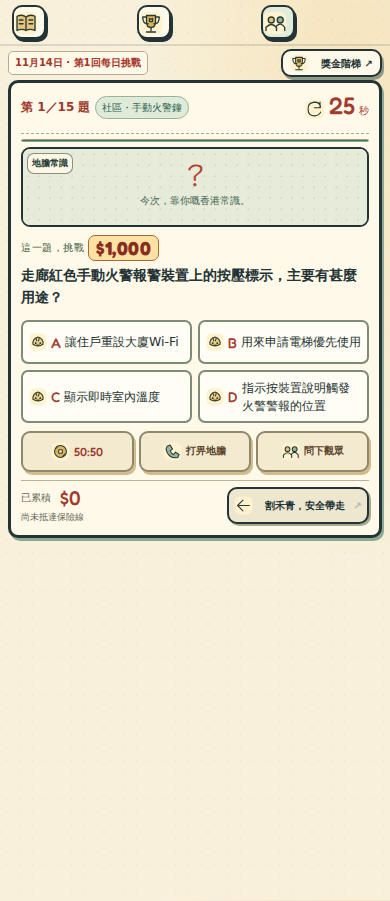 11月14日 · 第1回每日挑戰
獎金階梯 ↗
第 1／15 題
社區・手動火警鐘
25 秒
地膽常識
?
今次，靠你嘅香港常識。
這一題，挑戰 $1,000
走廊紅色手動火警報警裝置上的按壓標示，主要有甚麼
用途？
A 讓住戶重設大廈Wi-Fi
B 用來申請電梯優先使用
C 顯示即時室內溫度
D 指示按裝置說明觸發
火警警報的位置
50:50
打畀地膽
問下觀眾
已累積 $0
尚未抵達保險線
← 割禾青，安全帶走 ↗